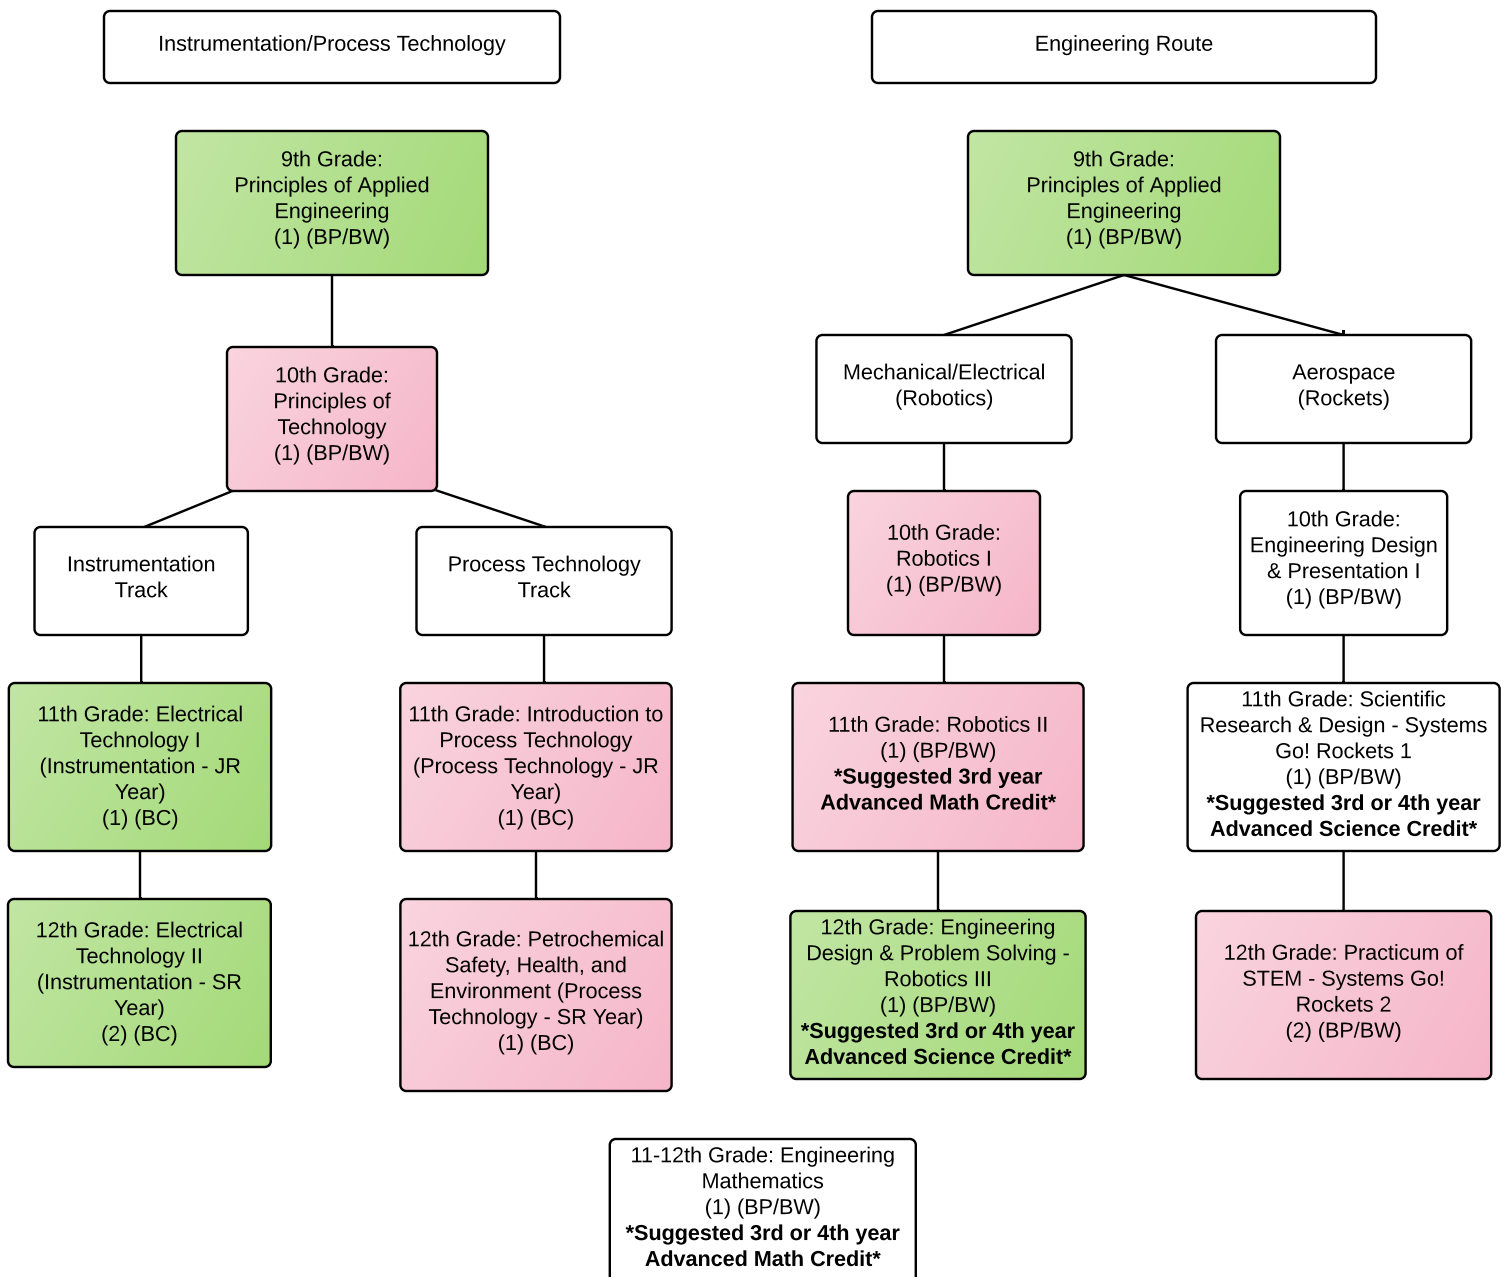 Instrumentation/Process Technology
Engineering Route
9th Grade:
Principles of Applied
Engineering
(1) (BP/BW)
9th Grade:
Principles of Applied
Engineering
(1) (BP/BW)
10th Grade:
Principles of
Technology
(1) (BP/BW)
Mechanical/Electrical
(Robotics)
Aerospace
(Rockets)
Instrumentation
Track
Process Technology
Track
10th Grade:
Robotics I
(1) (BP/BW)
10th Grade:
Engineering Design
& Presentation I
(1) (BP/BW)
11th Grade: Electrical
Technology I
(Instrumentation - JR
Year)
(1) (BC)
11th Grade: Introduction to
Process Technology
(Process Technology - JR
Year)
(1) (BC)
11th Grade: Robotics II
(1) (BP/BW)
*Suggested 3rd year
Advanced Math Credit*
11th Grade: Scientific
Research & Design - Systems
Go! Rockets 1
(1) (BP/BW)
*Suggested 3rd or 4th year
Advanced Science Credit*
12th Grade: Electrical
Technology II
(Instrumentation - SR
Year)
(2) (BC)
12th Grade: Petrochemical
Safety, Health, and
Environment (Process
Technology - SR Year)
(1) (BC)
12th Grade: Engineering
Design & Problem Solving -
Robotics III
(1) (BP/BW)
*Suggested 3rd or 4th year
Advanced Science Credit*
12th Grade: Practicum of
STEM - Systems Go!
Rockets 2
(2) (BP/BW)
11-12th Grade: Engineering
Mathematics
(1) (BP/BW)
*Suggested 3rd or 4th year
Advanced Math Credit*